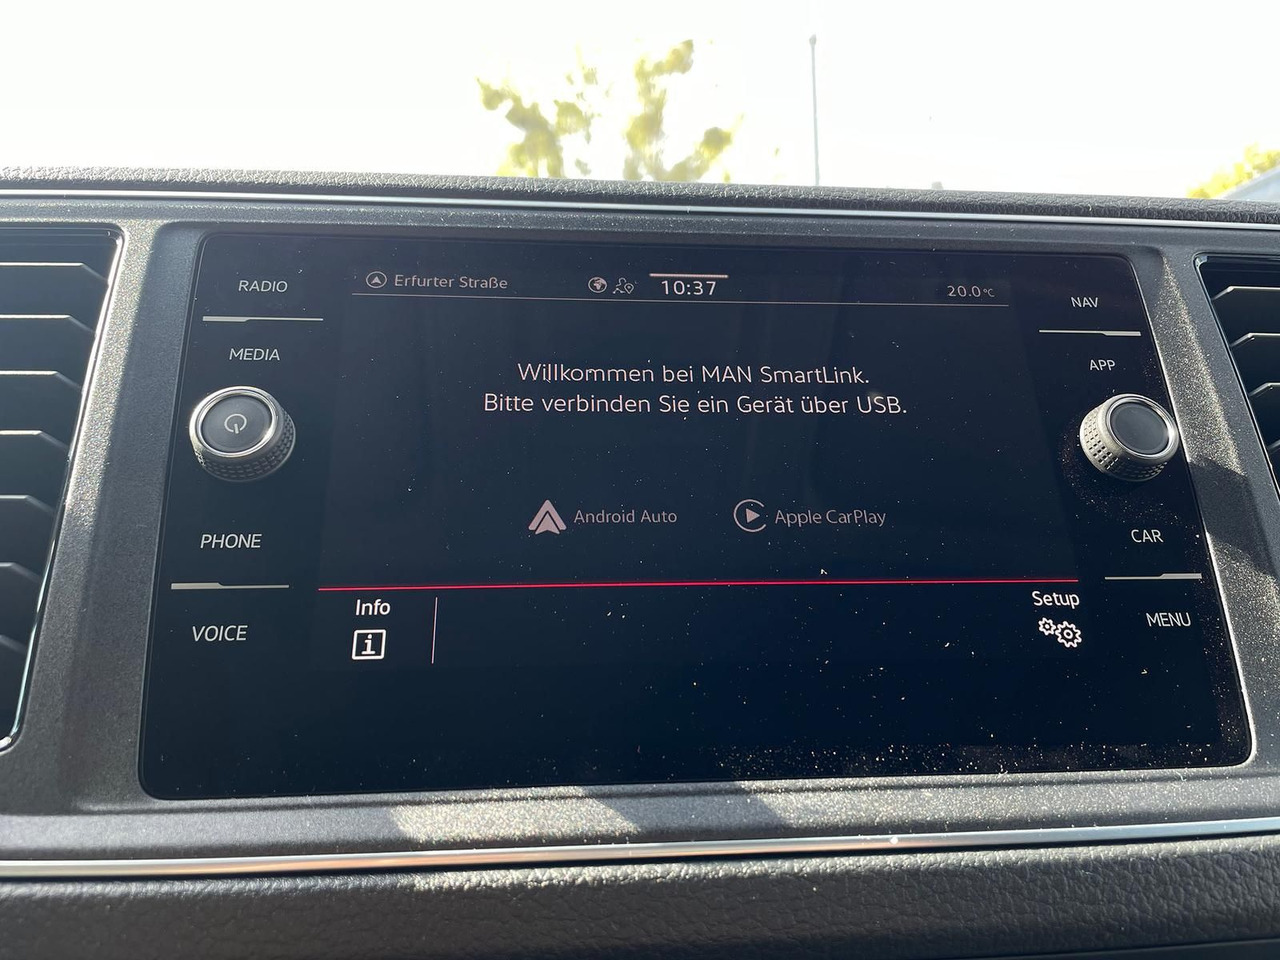 RADIO
MEDIA
PHONE
VOICE
Erfurter Straße
10:37
20.0°C
Willkommen bei MAN SmartLink.
Bitte verbinden Sie ein Gerät über USB.
Android Auto
Apple CarPlay
Info
i
Setup
NAV
APP
CAR
MENU